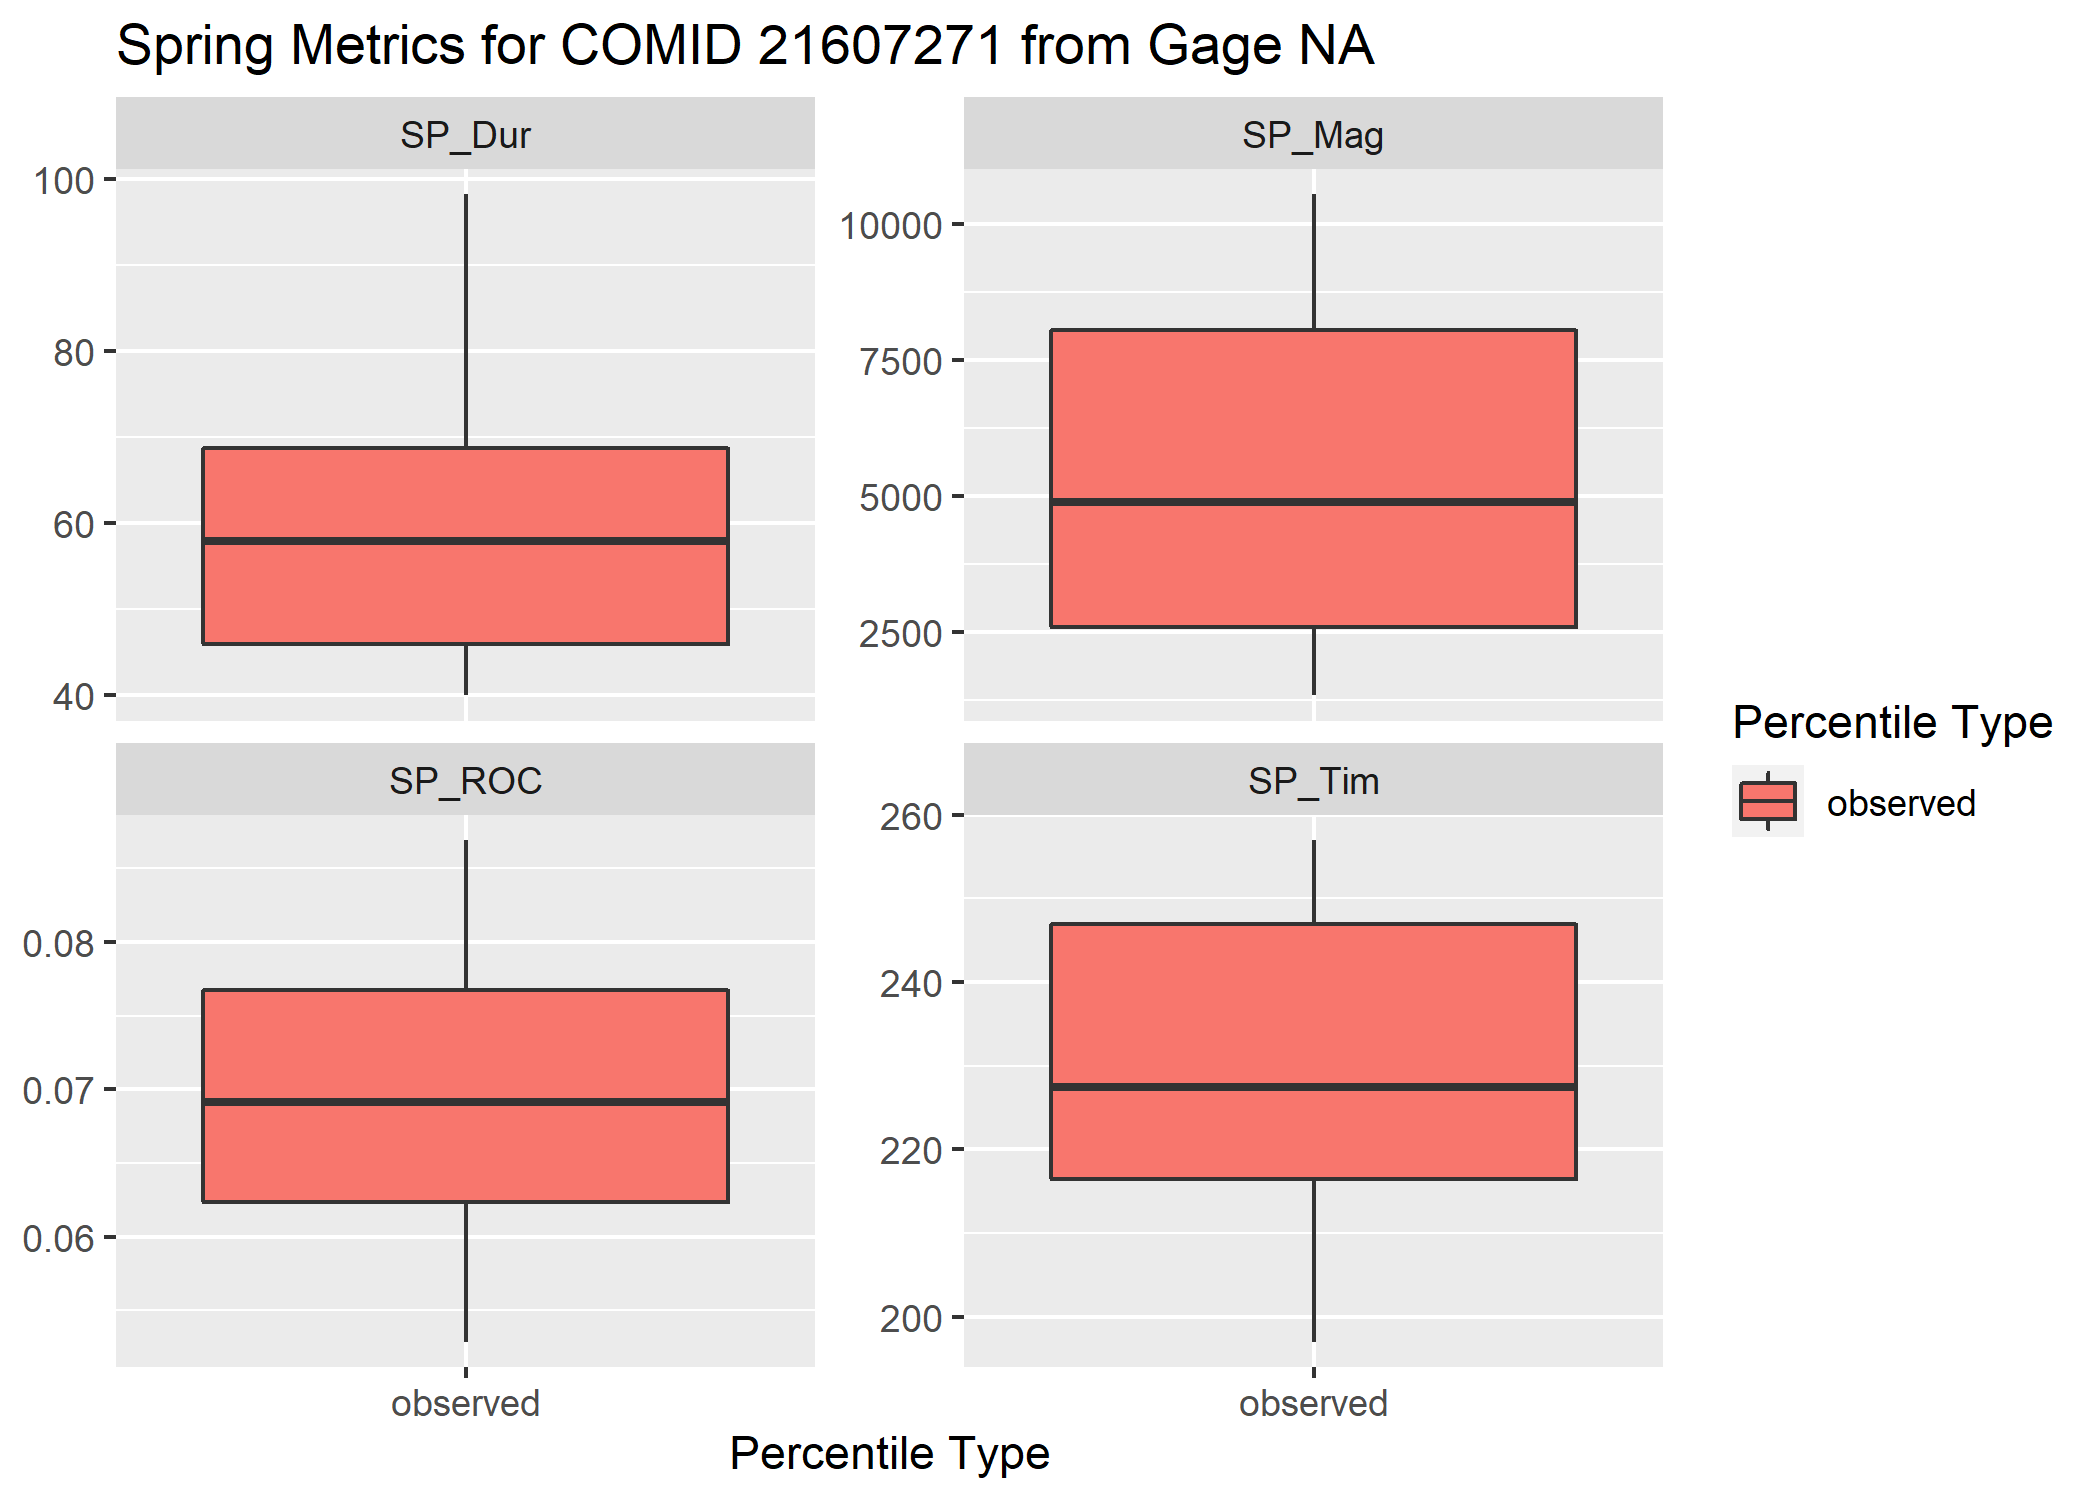 Spring Metrics for COMID 21607271 from Gage NA
SP_Dur
SP_Mag
100
80
60
40
10000
7500
5000
2500
SP_ROC
SP_Tim
0.08
0.07
0.06
260
240
220
200
observed
observed
Percentile Type
Percentile Type
observed